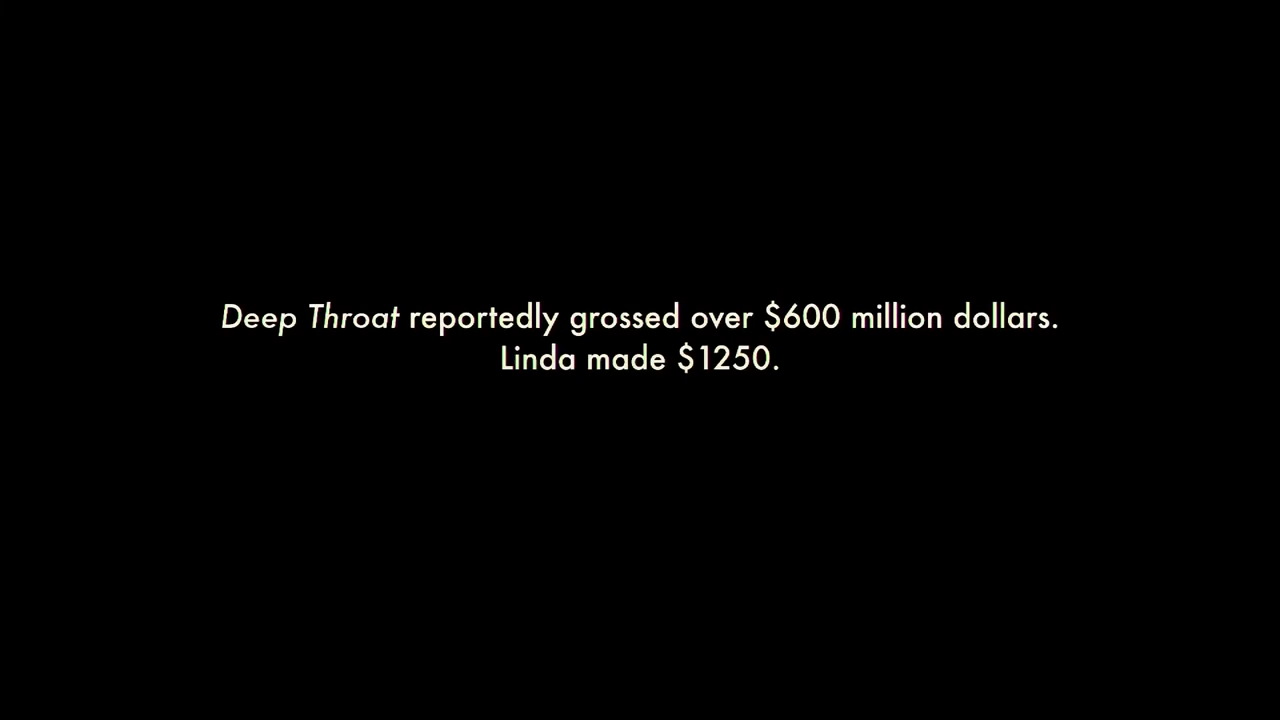 Deep Throat reportedly grossed over $600 million dollars.
Linda made $1250.